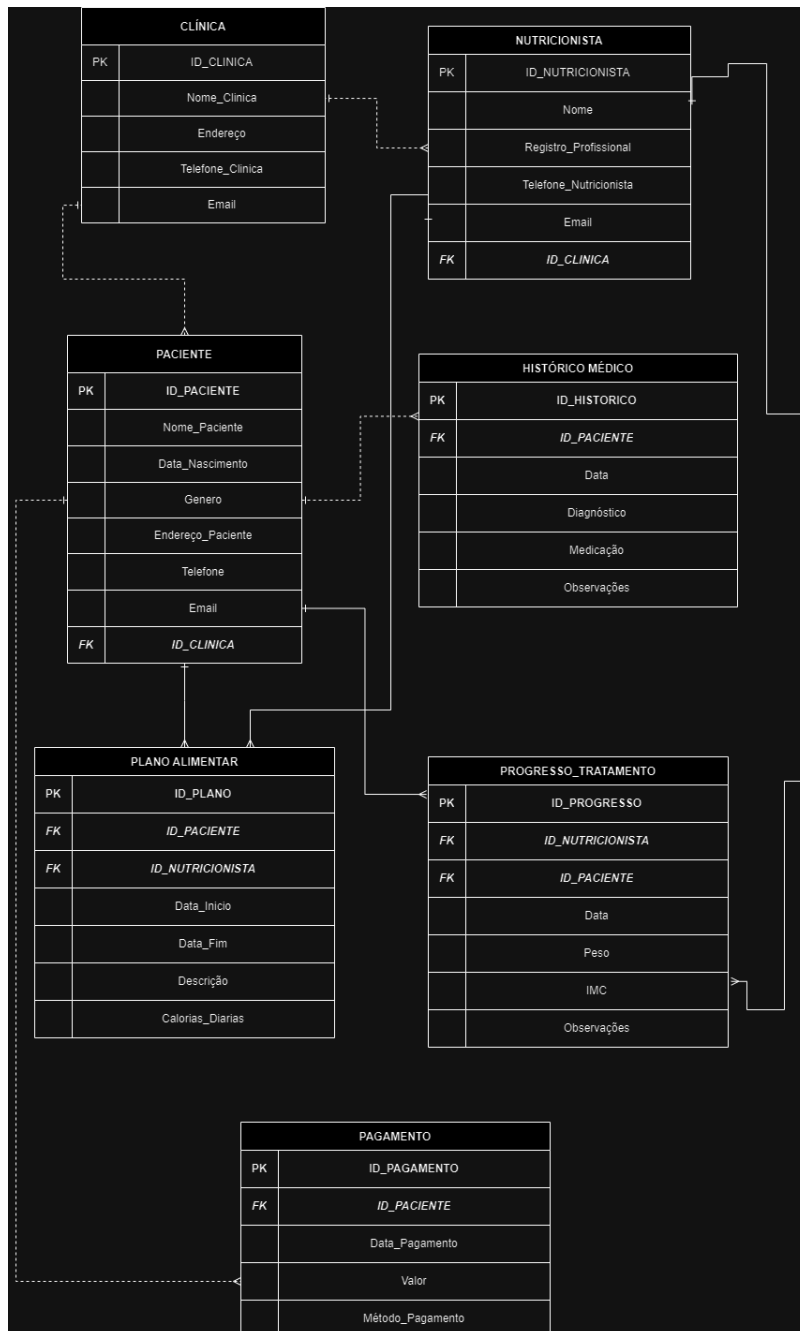 CLÍNICA
PK ID_CLINICA
Nome_Clinica
Endereço
Telefone_Clinica
Email
NUTRICIONISTA
PK ID_NUTRICIONISTA
Nome
Registro_Profissional
Telefone_Nutricionista
Email
FK ID_CLINICA
PACIENTE
PK ID_PACIENTE
Nome_Paciente
Data_Nascimento
Genero
Endereço_Paciente
Telefone
Email
FK ID_CLINICA
HISTÓRICO MÉDICO
PK ID_HISTORICO
FK ID_PACIENTE
Data
Diagnóstico
Medicação
Observações
PLANO ALIMENTAR
PK ID_PLANO
FK ID_PACIENTE
FK ID_NUTRICIONISTA
Data_Inicio
Data_Fim
Descrição
Calorias_Diarias
PROGRESSO_TRATAMENTO
PK ID_PROGRESSO
FK ID_NUTRICIONISTA
FK ID_PACIENTE
Data
Peso
IMC
Observações
PAGAMENTO
PK ID_PAGAMENTO
FK ID_PACIENTE
Data_Pagamento
Valor
Método_Pagamento